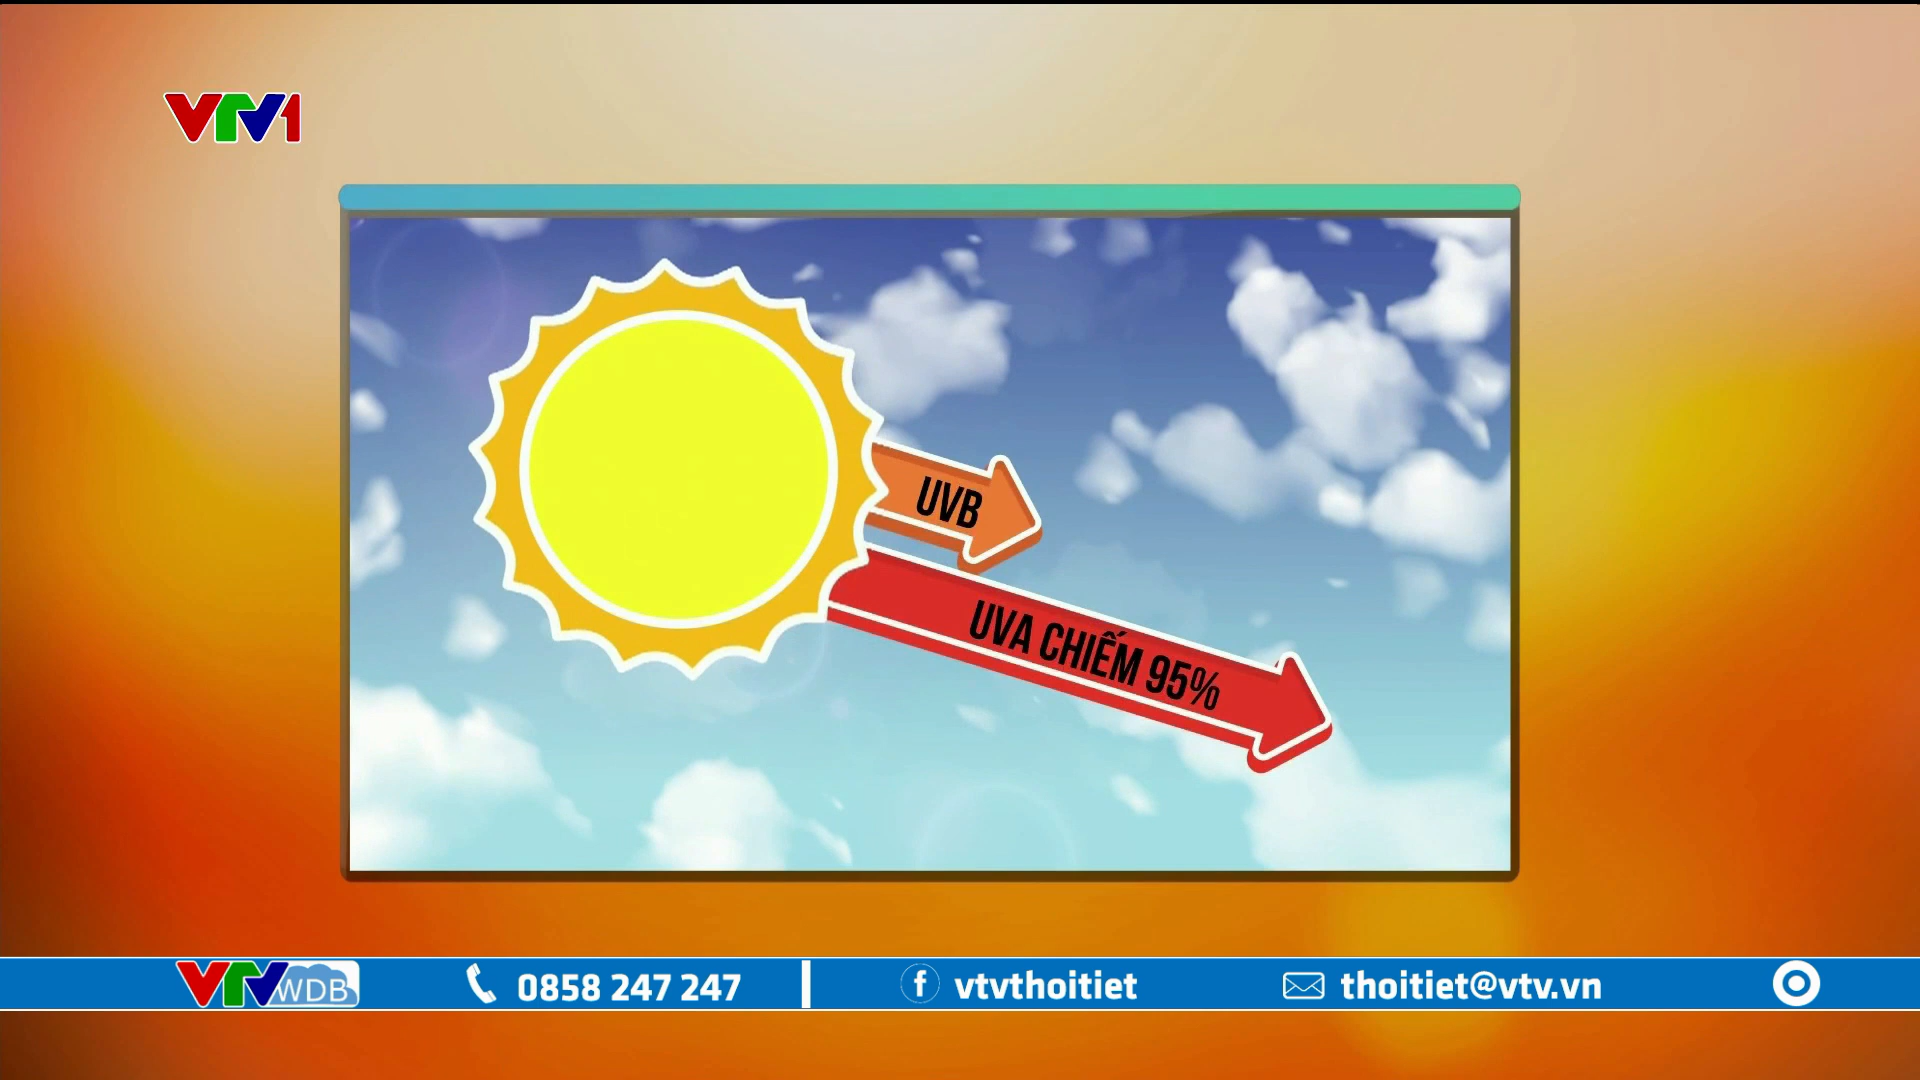 VTV1
UVB
UVA CHIẾM 95%
VTV WDB
0858 247 247
vtvthoitiet
thoitiet@vtv.vn